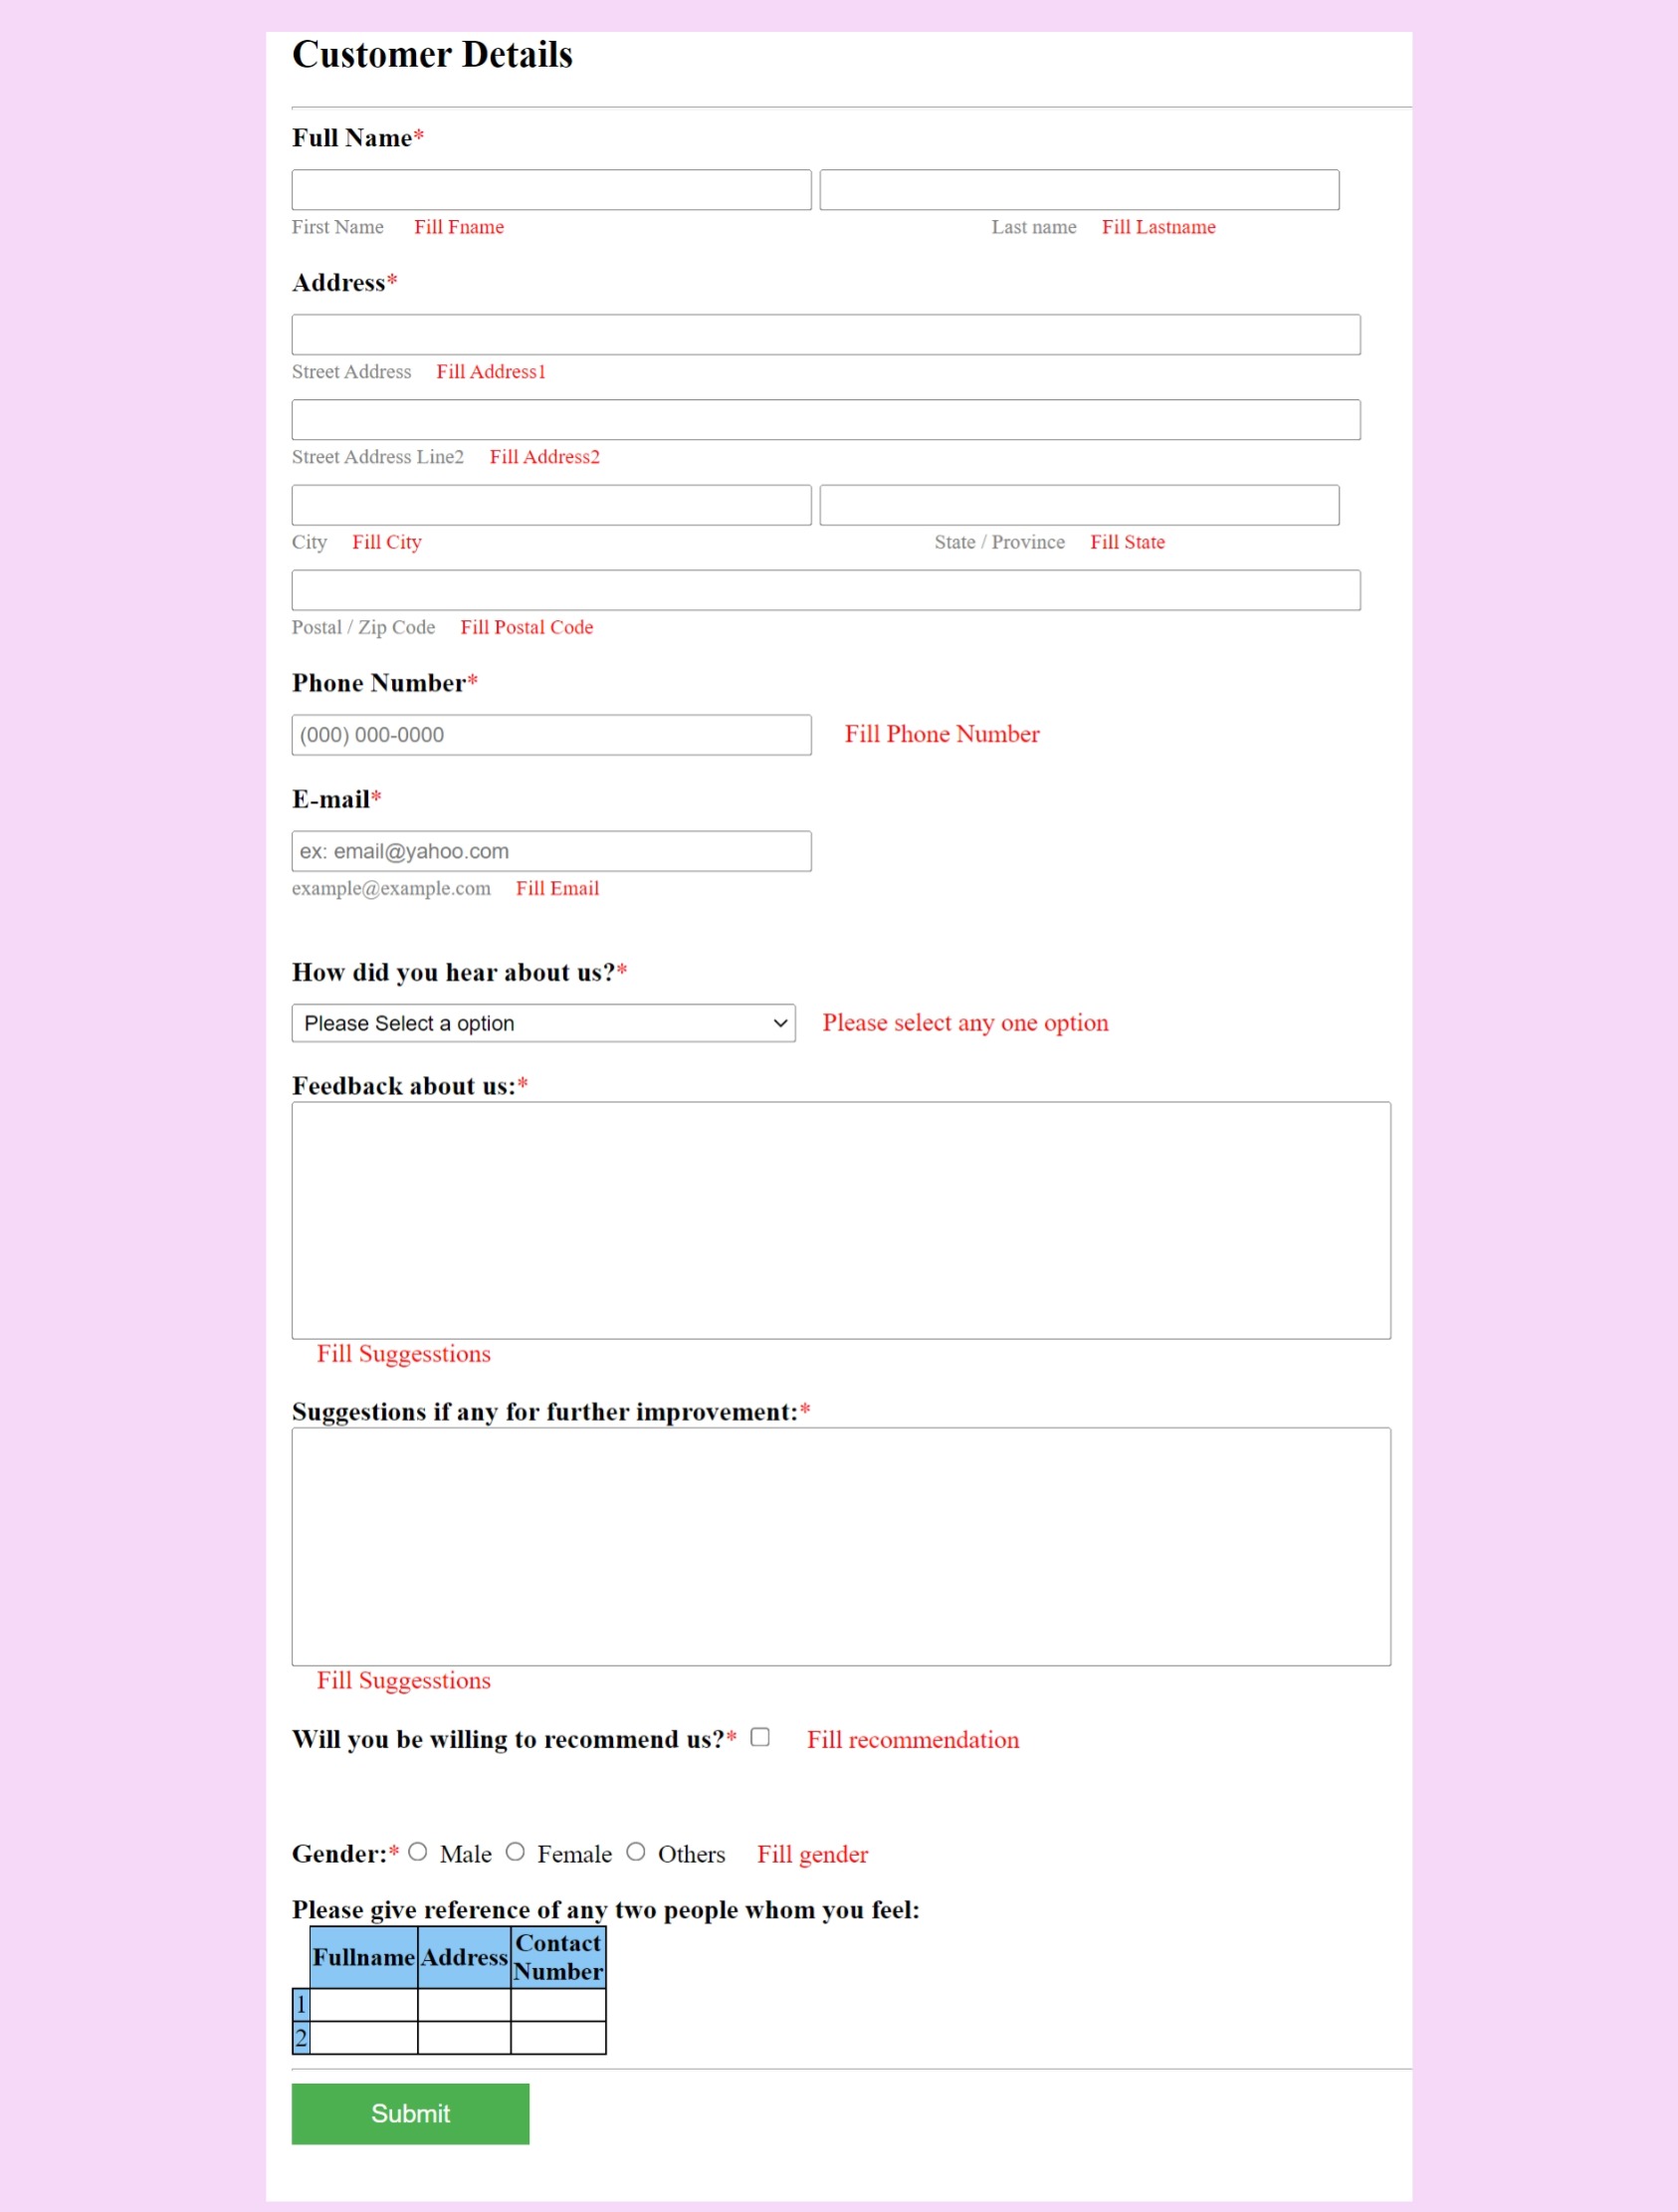 Customer Details
Full Name*
First Name Fill Fname Last name Fill Lastname
Address*
Street Address Fill Address1
Street Address Line2 Fill Address2
City Fill City State / Province Fill State
Postal / Zip Code Fill Postal Code
Phone Number*
(000) 000-0000 Fill Phone Number
E-mail*
ex: email@yahoo.com
example@example.com Fill Email
How did you hear about us?*
Please Select a option Please select any one option
Feedback about us:*
Fill Suggesstions
Suggestions if any for further improvement:*
Fill Suggesstions
Will you be willing to recommend us?* Fill recommendation
Gender:* Male Female Others Fill gender
Please give reference of any two people whom you feel:
Fullname Address Contact Number
1
2
Submit